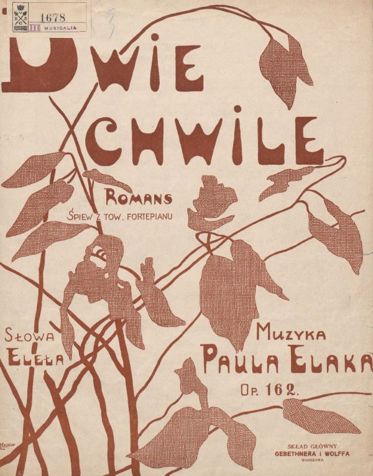 1678
III MUSICALIA
DWIE
CHWILE
ROMANS
ŚPIEW Z TOW. FORTEPIANU
SŁOWA
ELEŁA
MUZYKA
PAULA ELAKA
OP. 162.
SKŁAD GŁÓWNY.
GEBETHNERA i WOLFFA
WARSZAWA